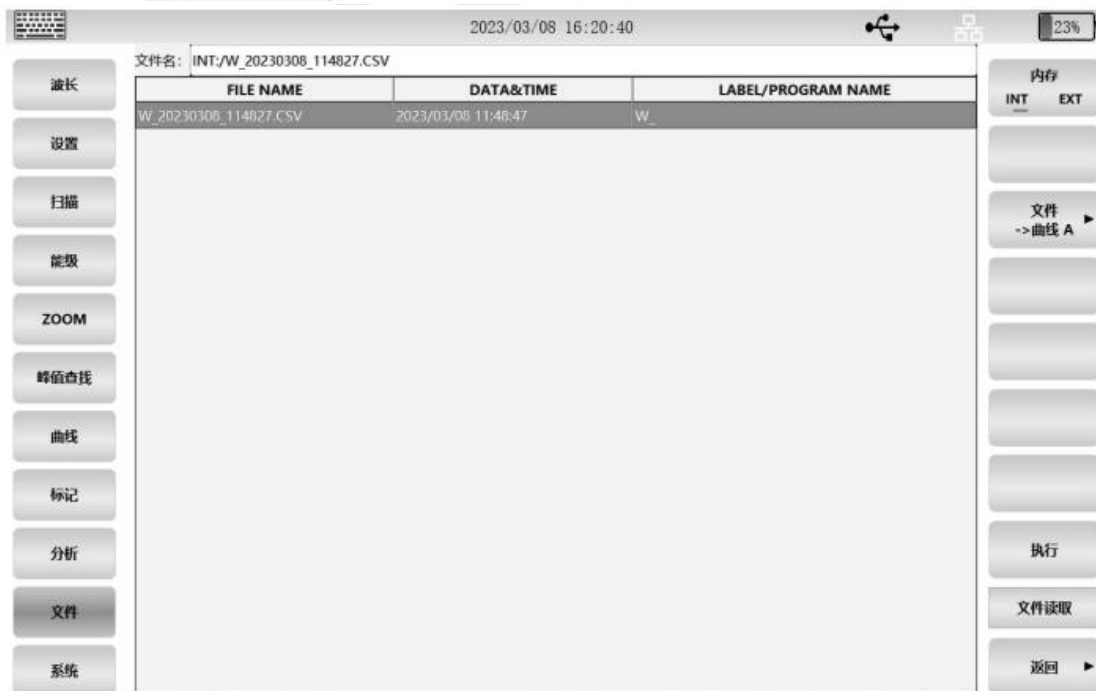 2023/03/08 16:20:40
23%
文件名: INT:/W_20230308_114827.CSV
FILE NAME DATA&TIME LABEL/PROGRAM NAME
W_20230308_114827.CSV 2023/03/08 11:48:47 W_
波长
设置
扫描
能级
ZOOM
峰值查找
曲线
标记
分析
文件
系统
内存
INT EXT
文件
->曲线 A
执行
文件读取
返回